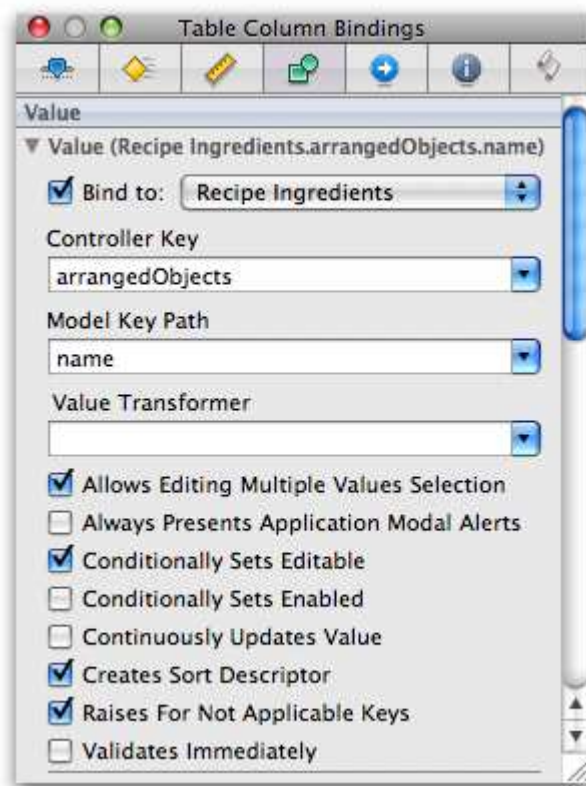 Table Column Bindings
Value
Value (Recipe Ingredients.arrangedObjects.name)
Bind to: Recipe Ingredients
Controller Key
arrangedObjects
Model Key Path
name
Value Transformer
Allows Editing Multiple Values Selection
Always Presents Application Modal Alerts
Conditionally Sets Editable
Conditionally Sets Enabled
Continuously Updates Value
Creates Sort Descriptor
Raises For Not Applicable Keys
Validates Immediately